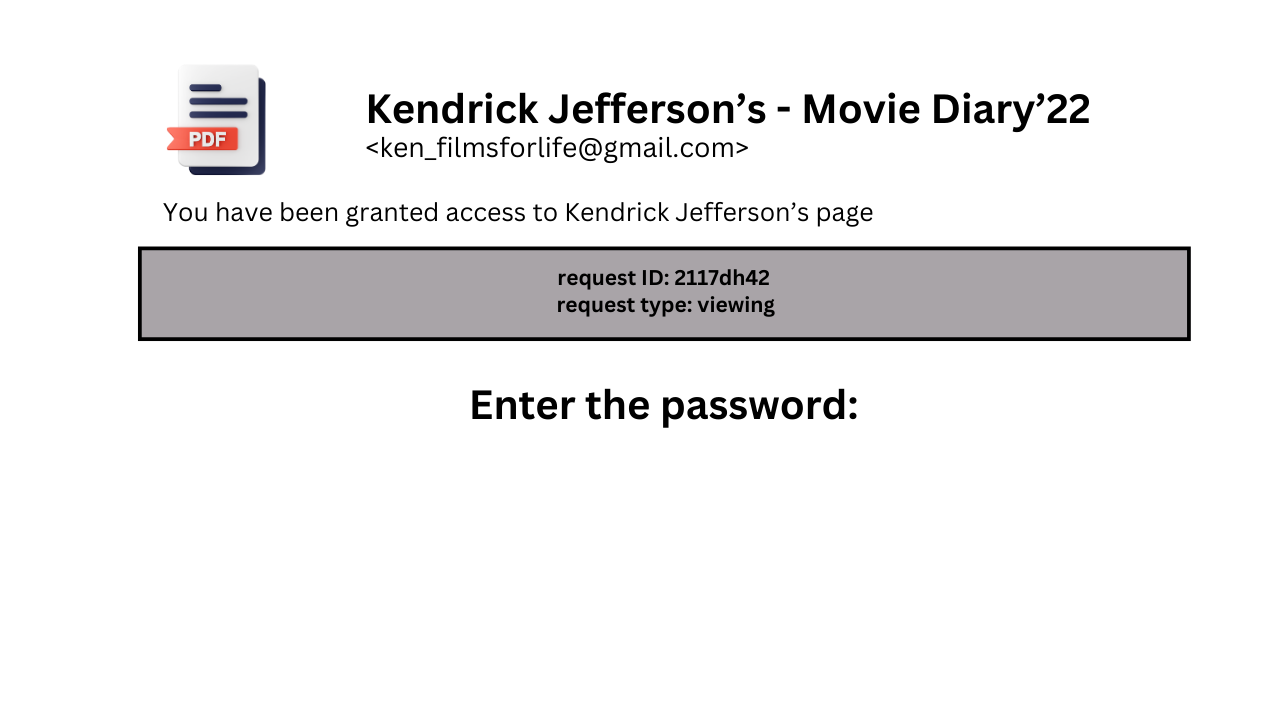 PDF
Kendrick Jefferson’s - Movie Diary’22
<ken_filmsforlife@gmail.com>
You have been granted access to Kendrick Jefferson’s page
request ID: 2117dh42
request type: viewing
Enter the password: